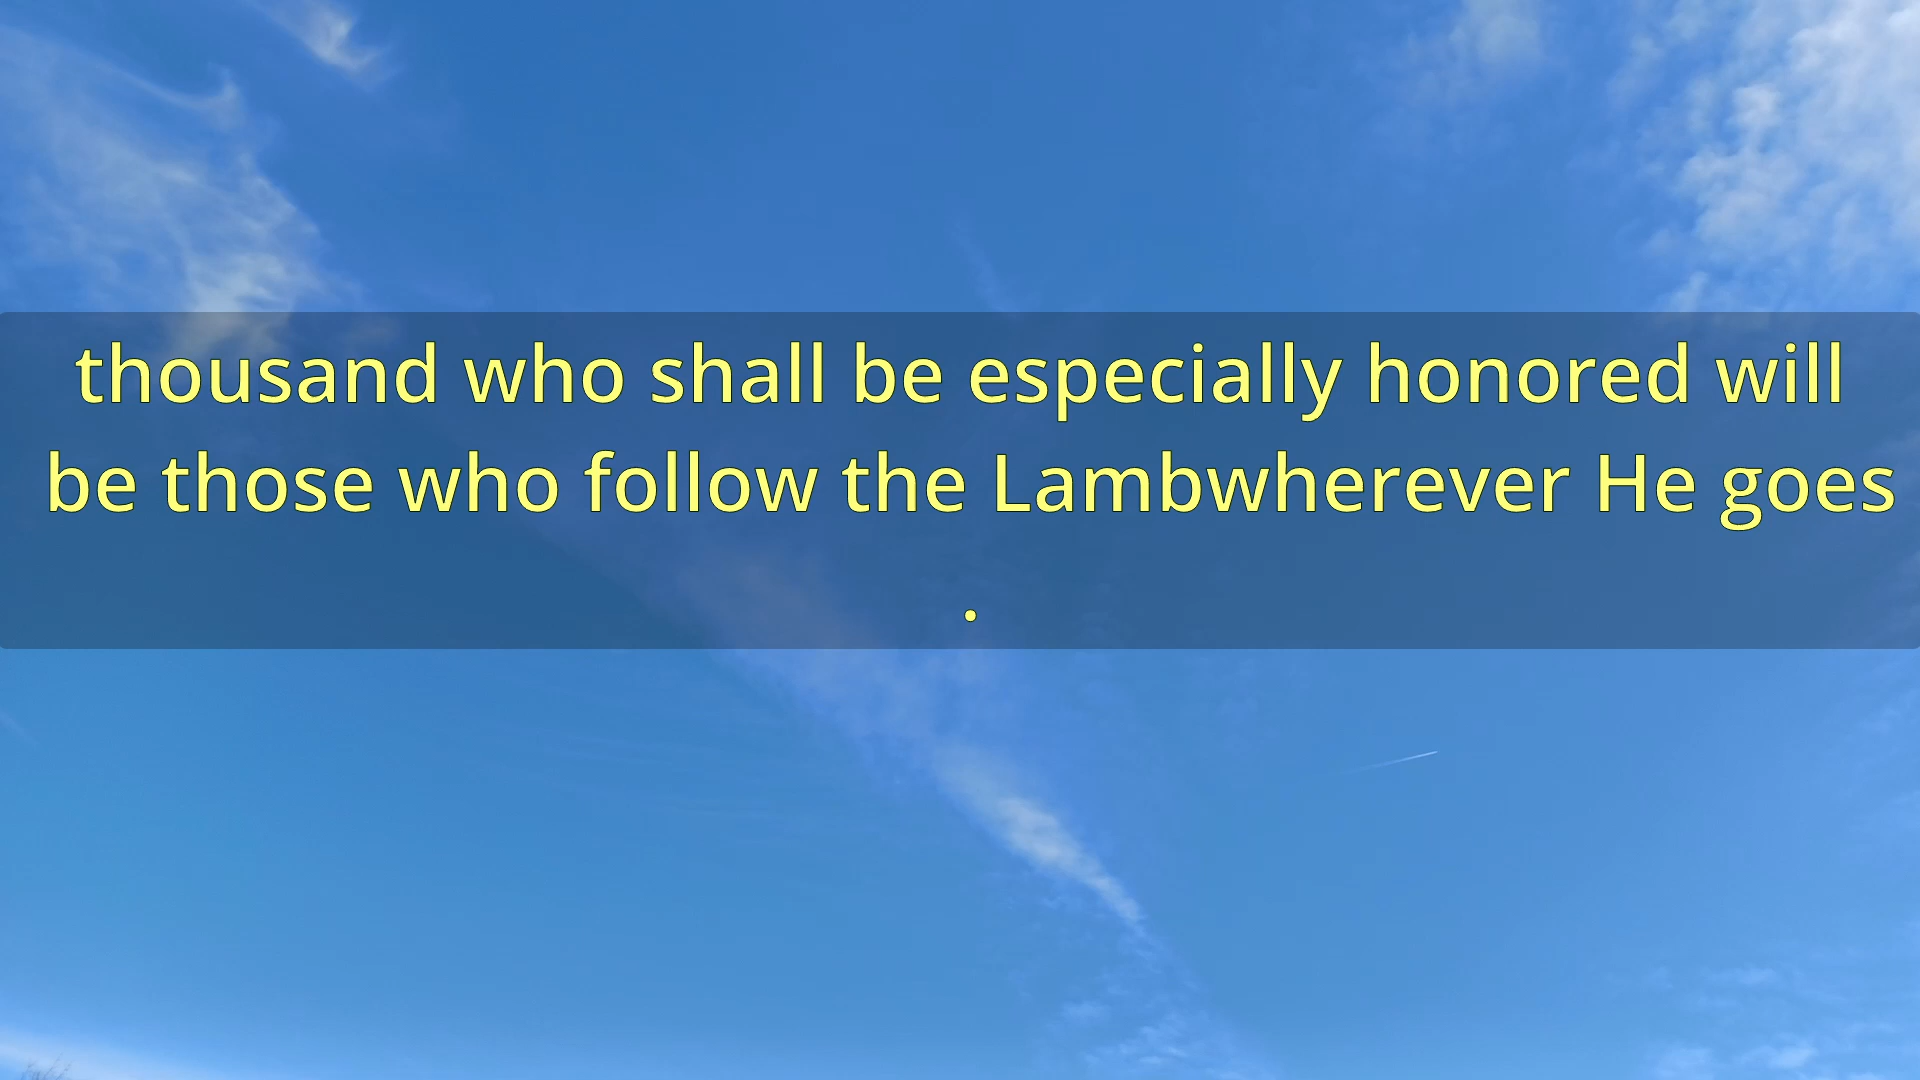 thousand who shall be especially honored will
be those who follow the Lambwherever He goes
.